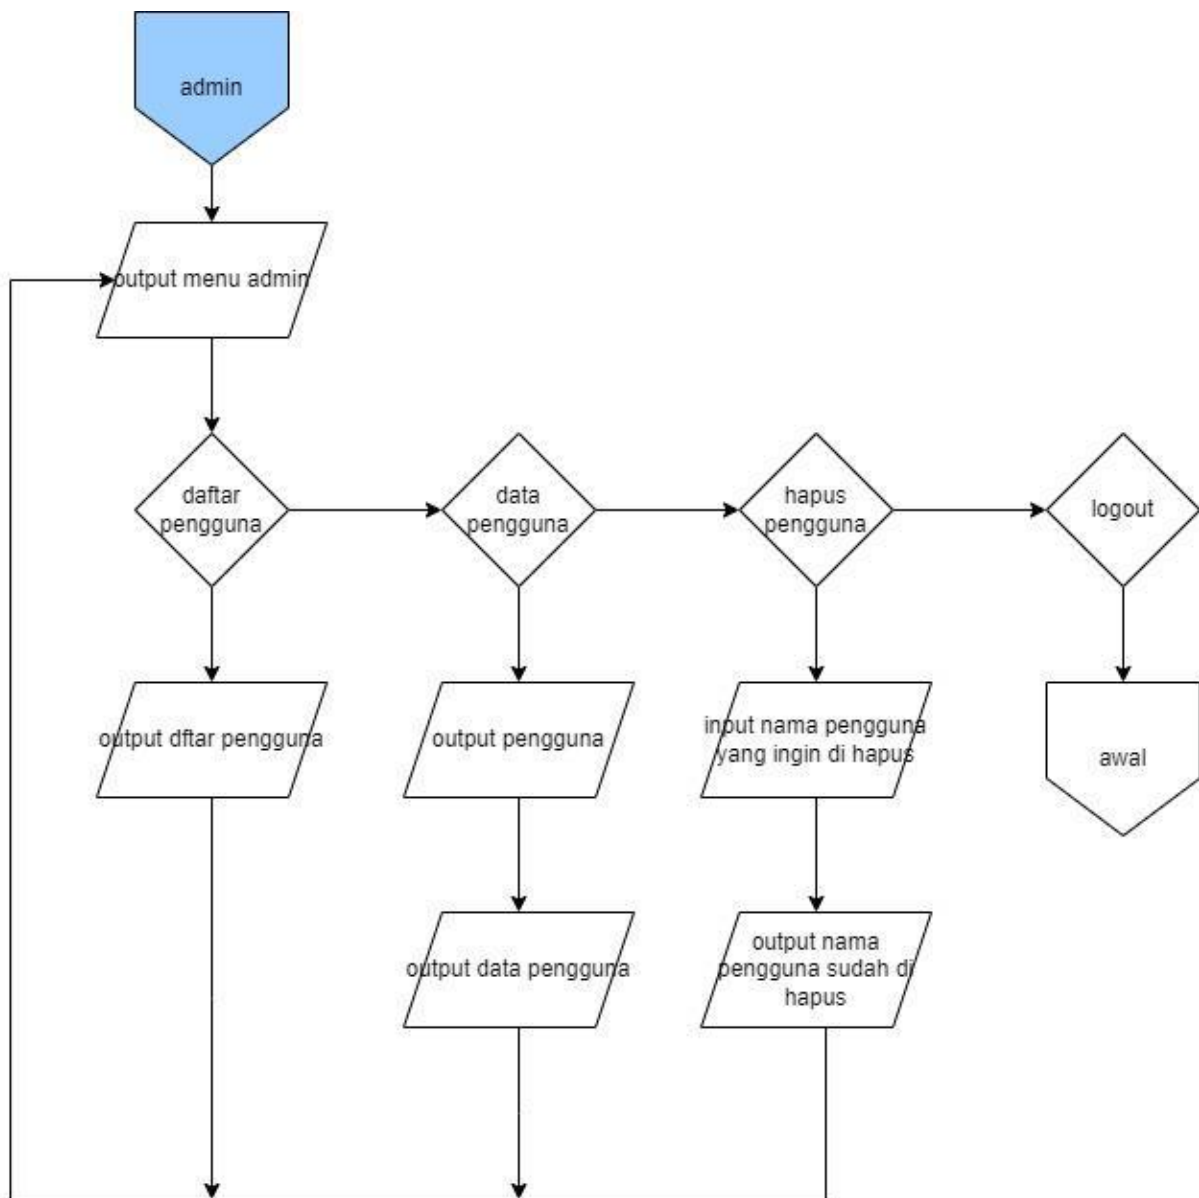 admin
output menu admin
daftar
pengguna
data
pengguna
hapus
pengguna
logout
output dftar pengguna
output pengguna
input nama pengguna
yang ingin di hapus
awal
output data pengguna
output nama
pengguna sudah di
hapus